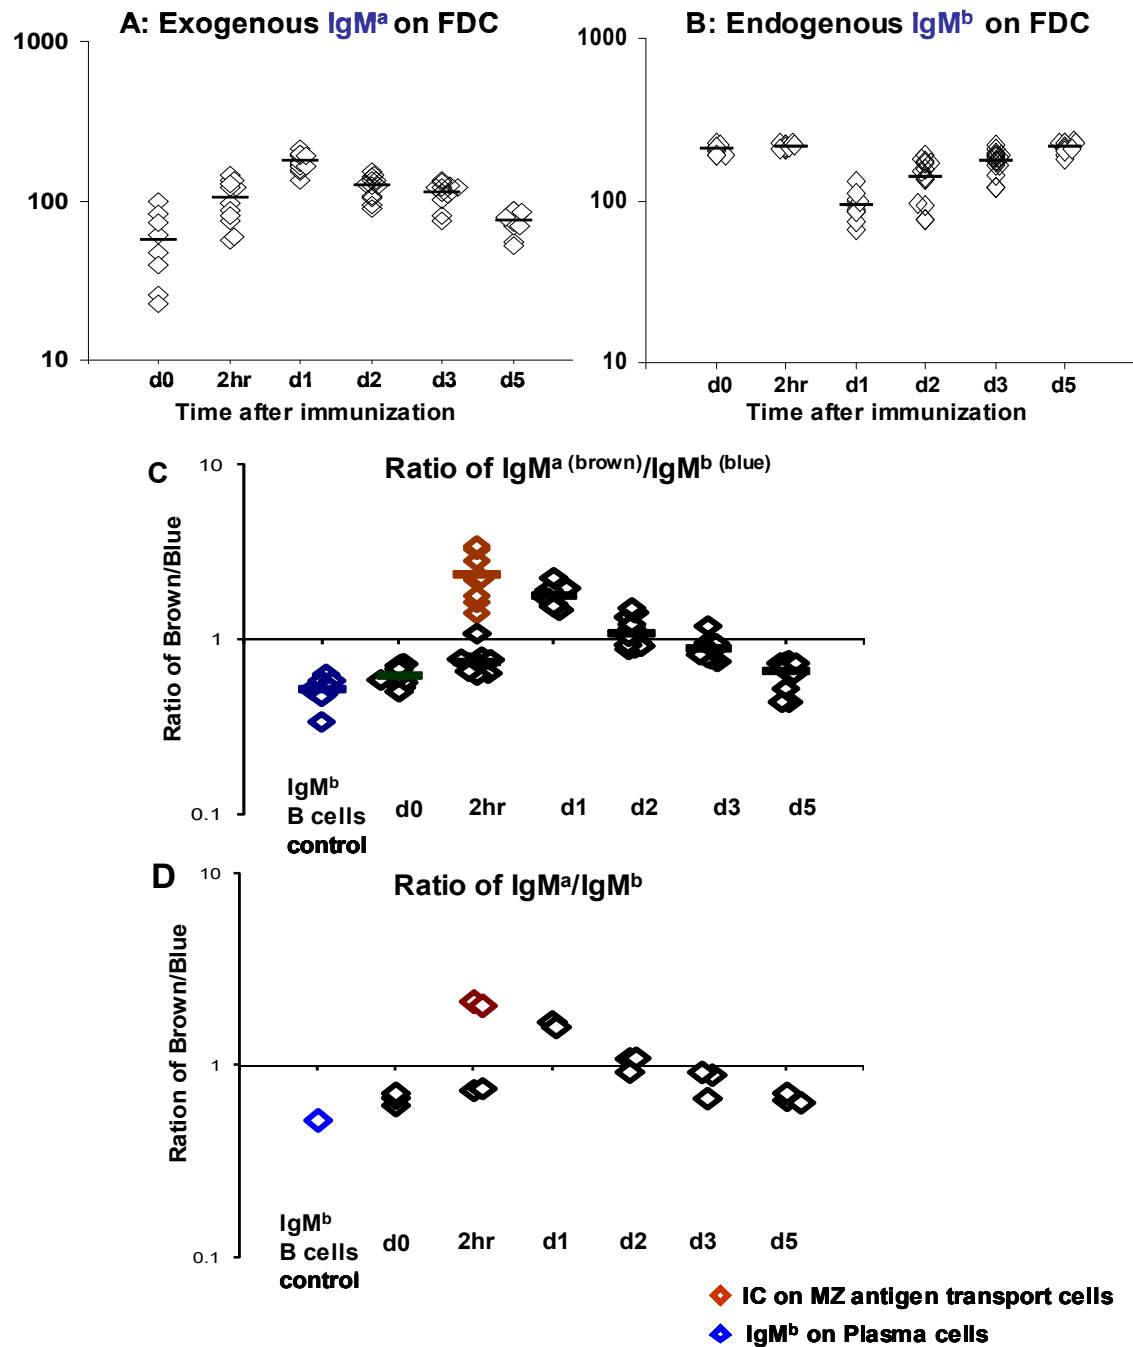 A: Exogenous IgMa on FDC
1000
100
10
d0 2hr d1 d2 d3 d5
Time after immunization
B: Endogenous IgMb on FDC
1000
100
10
d0 2hr d1 d2 d3 d5
Time after immunization
C
Ratio of IgMa (brown)/IgMb (blue)
Ratio of Brown/Blue
10
1
0.1
IgMb
B cells
control
d0 2hr d1 d2 d3 d5
D
Ratio of IgMa/IgMb
Ration of Brown/Blue
10
1
0.1
IgMb
B cells
control
d0 2hr d1 d2 d3 d5
IC on MZ antigen transport cells
IgMb on Plasma cells